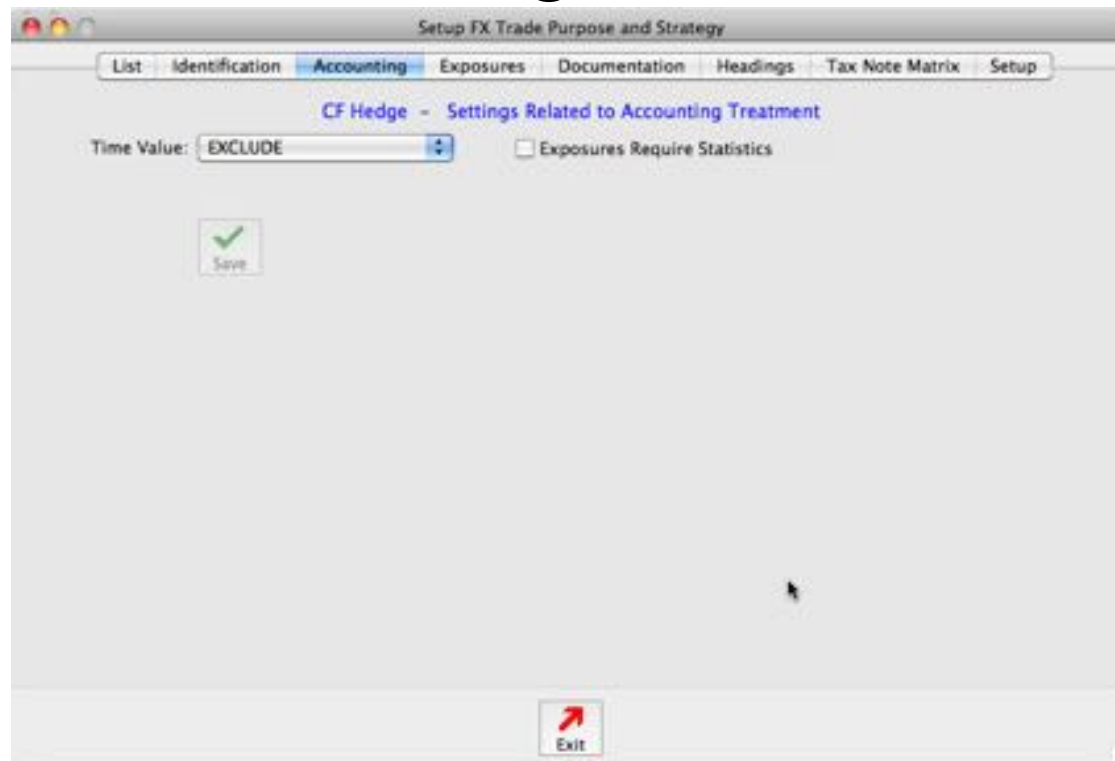 Setup FX Trade Purpose and Strategy
List Identification Accounting Exposures Documentation Headings Tax Note Matrix Setup
CF Hedge - Settings Related to Accounting Treatment
Time Value: EXCLUDE Exposures Require Statistics
Save
Exit